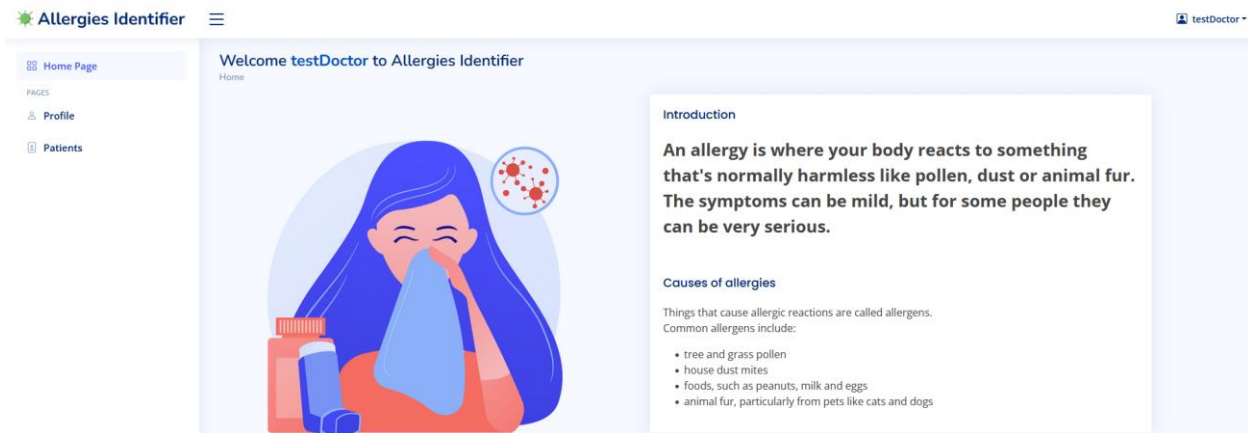 Allergies Identifier
testDoctor
Home Page
PAGES
Profile
Patients
Welcome testDoctor to Allergies Identifier
Home
Introduction
An allergy is where your body reacts to something
that's normally harmless like pollen, dust or animal fur.
The symptoms can be mild, but for some people they
can be very serious.
Causes of allergies
Things that cause allergic reactions are called allergens.
Common allergens include:
• tree and grass pollen
• house dust mites
• foods, such as peanuts, milk and eggs
• animal fur, particularly from pets like cats and dogs